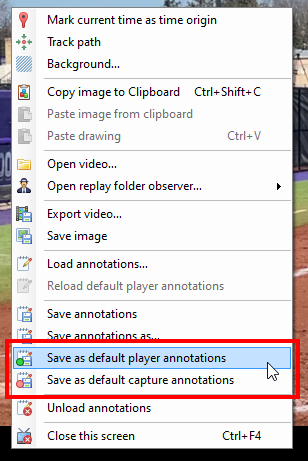 Mark current time as time origin
Track path
Background...
Copy image to Clipboard Ctrl+Shift+C
Paste image from clipboard
Paste drawing Ctrl+V
Open video...
Open replay folder observer...
Export video...
Save image
Load annotations...
Reload default player annotations
Save annotations
Save annotations as...
Save as default player annotations
Save as default capture annotations
Unload annotations
Close this screen Ctrl+F4